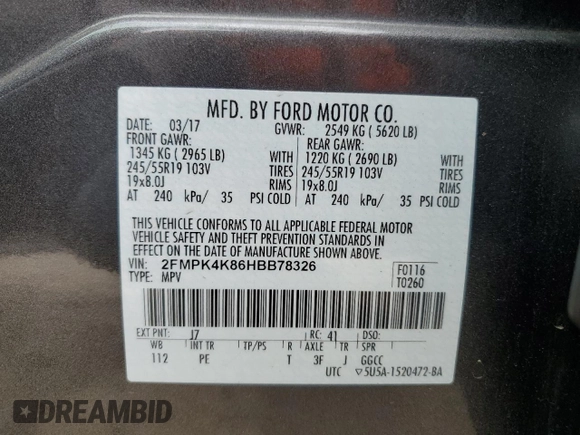 MFD. BY FORD MOTOR CO.
DATE: 03/17 GVWR: 2549 KG ( 5620 LB)
FRONT GAWR: REAR GAWR:
1345 KG ( 2965 LB) WITH 1220 KG ( 2690 LB) WITH
245/55R19 103V TIRES 245/55R19 103V TIRES
19x8.0J RIMS 19x8.0J RIMS
AT 240 kPa/ 35 PSI COLD AT 240 kPa/ 35 PSI COLD
THIS VEHICLE CONFORMS TO ALL APPLICABLE FEDERAL MOTOR
VEHICLE SAFETY AND THEFT PREVENTION STANDARDS IN
EFFECT ON THE DATE OF MANUFACTURE SHOWN ABOVE.
VIN: 2FMPK4K86HBB78326 F0116
TYPE: MPV T0260
EXT PNT: J7 RC: 41 DSO:
WB INT TR TP/PS R AXLE TR SPR
112 PE T 3F J GGCC
UTC 5U5A-1520472-BA
DREAMBID